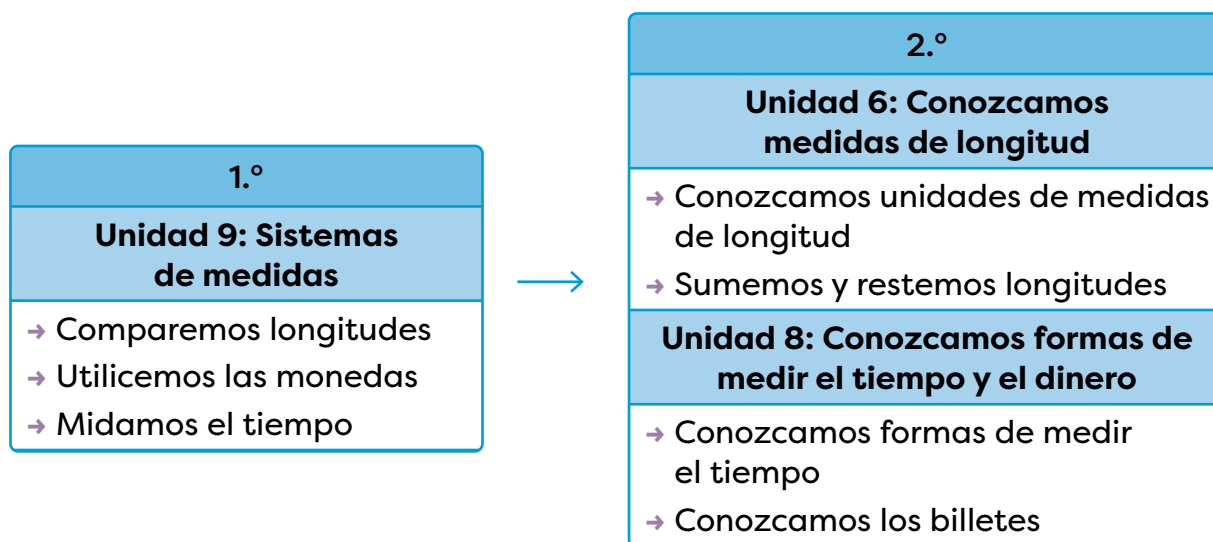 1.°
Unidad 9: Sistemas
de medidas
→ Comparemos longitudes
→ Utilicemos las monedas
→ Midamos el tiempo
2.°
Unidad 6: Conozcamos
medidas de longitud
→ Conozcamos unidades de medidas
de longitud
→ Sumemos y restemos longitudes
Unidad 8: Conozcamos formas de
medir el tiempo y el dinero
→ Conozcamos formas de medir
el tiempo
→ Conozcamos los billetes